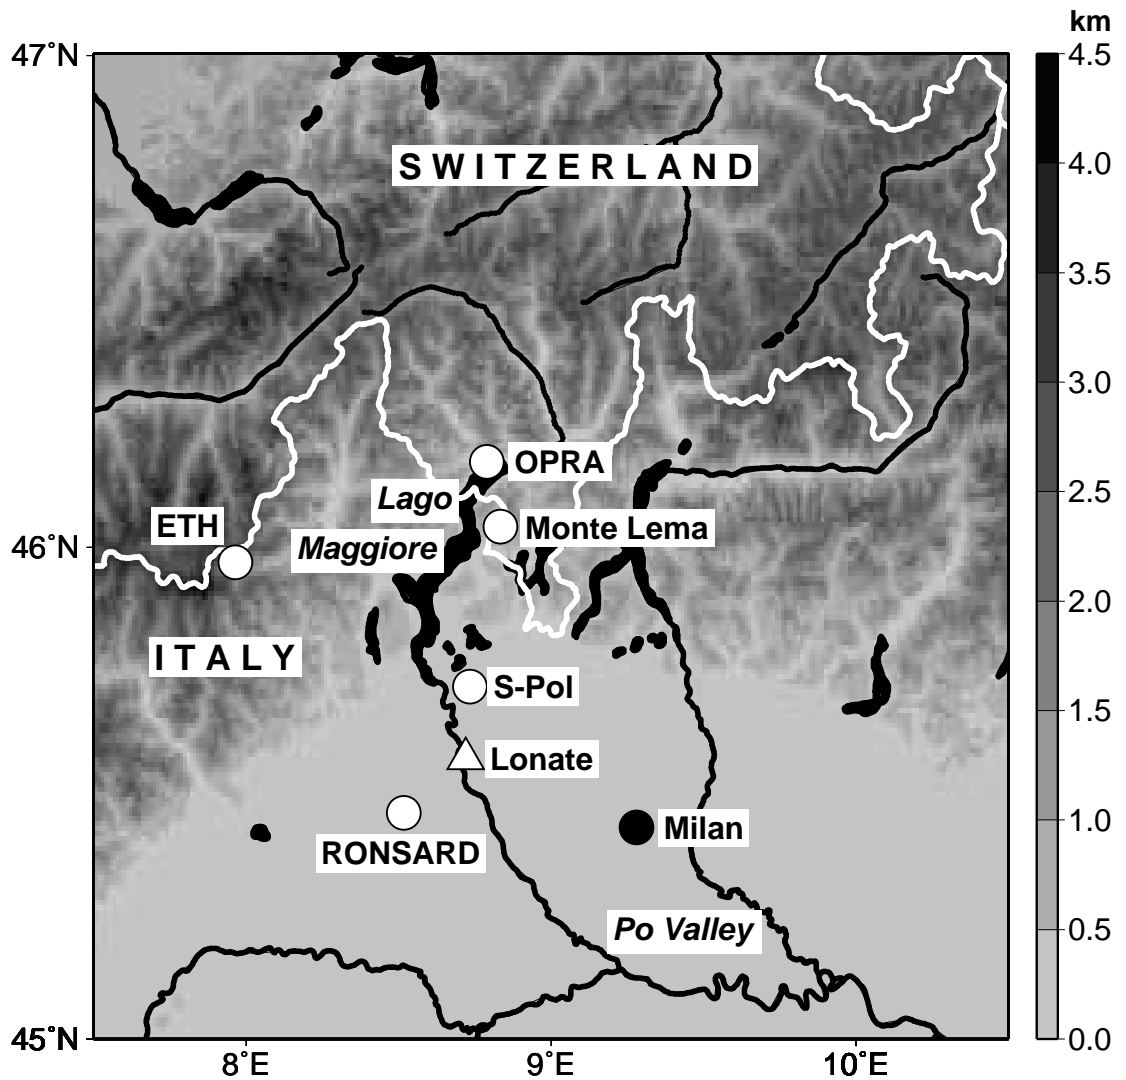 km
47°N
4.5
SWITZERLAND
4.0
3.5
3.0
OPRA
Lago
2.5
ETH
Monte Lema
46°N
Maggiore
2.0
ITALY
S-Pol
1.5
Lonate
1.0
Milan
RONSARD
Po Valley
0.5
45°N
0.0
8°E
9°E
10°E